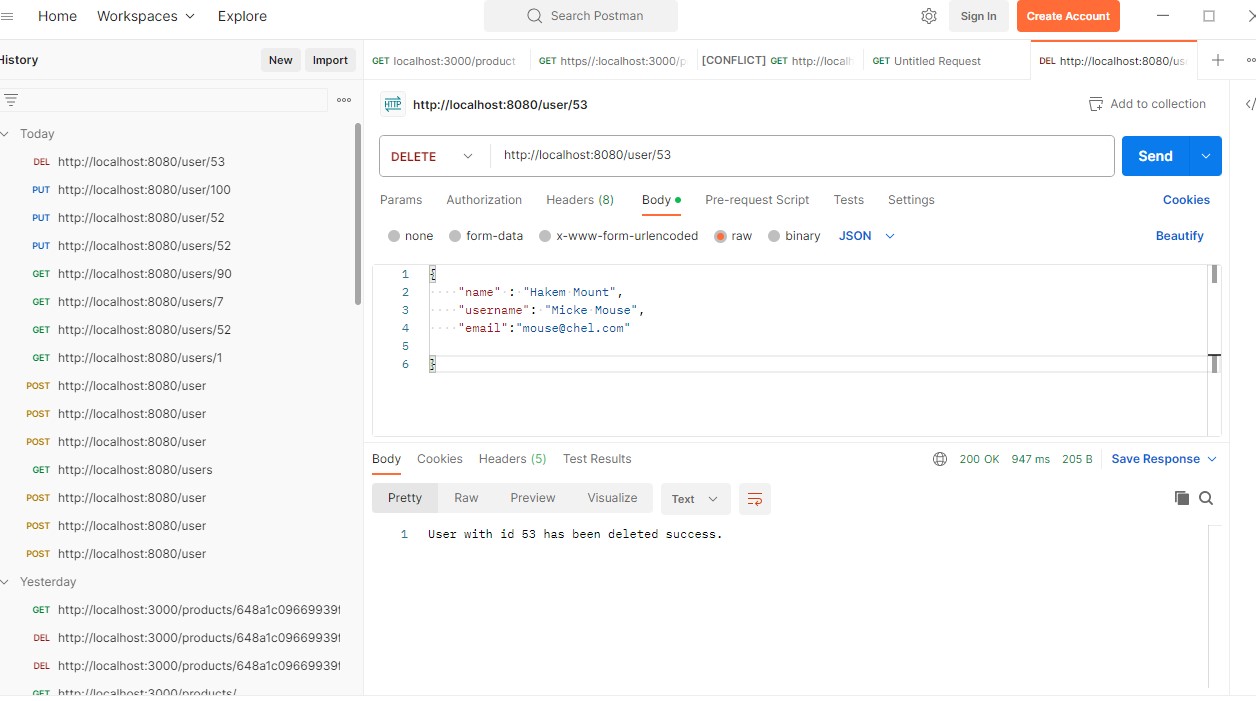 Home Workspaces Explore Search Postman Sign In Create Account
History New Import
GET localhost:3000/product GET https//:localhost:3000/p [CONFLICT] GET http://local GET Untitled Request DEL http://localhost:8080/us
HTTP http://localhost:8080/user/53 Add to collection
Today
DEL http://localhost:8080/user/53
PUT http://localhost:8080/user/100
PUT http://localhost:8080/user/52
PUT http://localhost:8080/users/52
GET http://localhost:8080/users/90
GET http://localhost:8080/users/7
GET http://localhost:8080/users/52
GET http://localhost:8080/users/1
POST http://localhost:8080/user
POST http://localhost:8080/user
POST http://localhost:8080/user
GET http://localhost:8080/users
POST http://localhost:8080/user
POST http://localhost:8080/user
POST http://localhost:8080/user
Yesterday
GET http://localhost:3000/products/648a1c09669939f
DEL http://localhost:3000/products/648a1c09669939f
DEL http://localhost:3000/products/648a1c09669939f
GET http://localhost:3000/products/
DELETE http://localhost:8080/user/53 Send
Params Authorization Headers (8) Body Pre-request Script Tests Settings Cookies
none form-data x-www-form-urlencoded raw binary JSON Beautify
1 {
2 "name" : "Hakem Mount",
3 "username": "Micke Mouse",
4 "email":"mouse@chel.com"
5
6 }
Body Cookies Headers (5) Test Results 200 OK 947 ms 205 B Save Response
Pretty Raw Preview Visualize Text
1 User with id 53 has been deleted success.